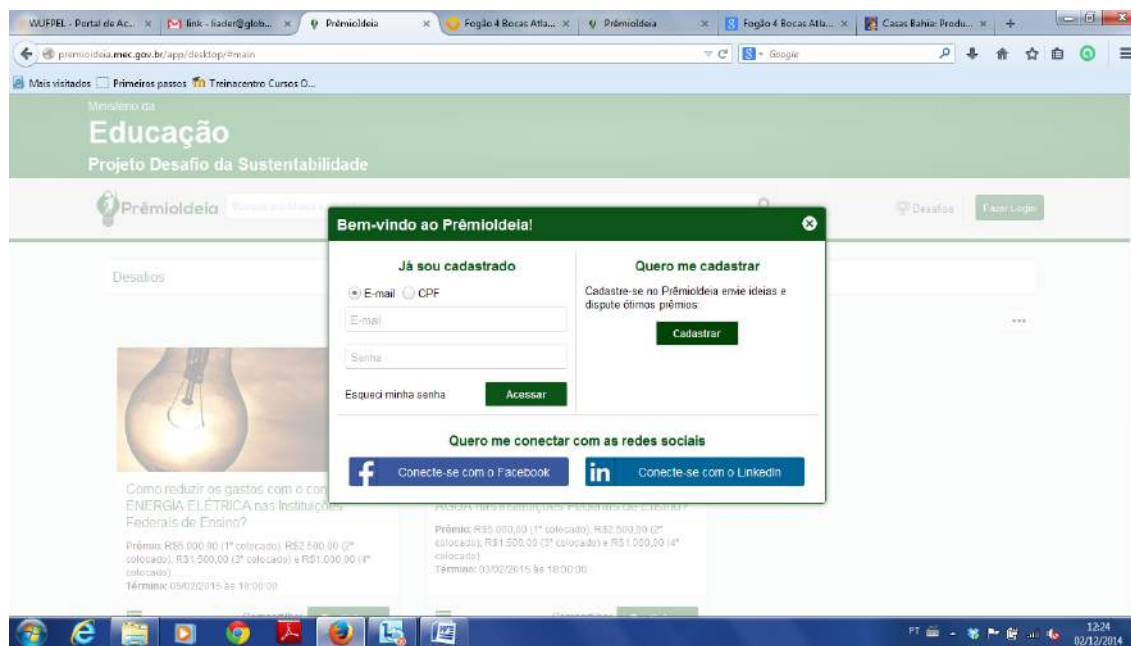 WUFPEL - Portal de Ac...
link - liader@glob...
PrêmioIdeia
Fogão 4 Bocas Atla...
PrêmioIdeia
Fogão 4 Bocas Atla...
Casas Bahia: Produ...
premioideia.mec.gov.br/app/desktop/#main
Google
Mais visitados
Primeiros passos
Treinacentro Cursos O...
Ministério da
Educação
Projeto Desafio da Sustentabilidade
PrêmioIdeia
Desafios
Fazer Login
Bem-vindo ao PrêmioIdeia!
Desafios
Já sou cadastrado
E-mail
CPF
E-mail
Senha
Esqueci minha senha
Acessar
Quero me cadastrar
Cadastre-se no PrêmioIdeia envie ideias e
dispute ótimos prêmios:
Cadastrar
Quero me conectar com as redes sociais
Conecte-se com o Facebook
Conecte-se com o LinkedIn
Como reduzir os gastos com o con
ENERGIA ELÉTRICA nas Instituições
Federais de Ensino?
Prêmio: R$5.000,00 (1° colocado), R$2.500,00 (2°
colocado), R$1.500,00 (3° colocado) e R$1.000,00 (4°
colocado)
Término: 05/02/2015 às 18:00:00
ÁGUA nas Instituições Federais de Ensino?
Prêmio: R$5.000,00 (1° colocado), R$2.500,00 (2°
colocado), R$1.500,00 (3° colocado) e R$1.000,00 (4°
colocado)
Término: 03/02/2015 às 18:00:00
PT
12:24
02/12/2014